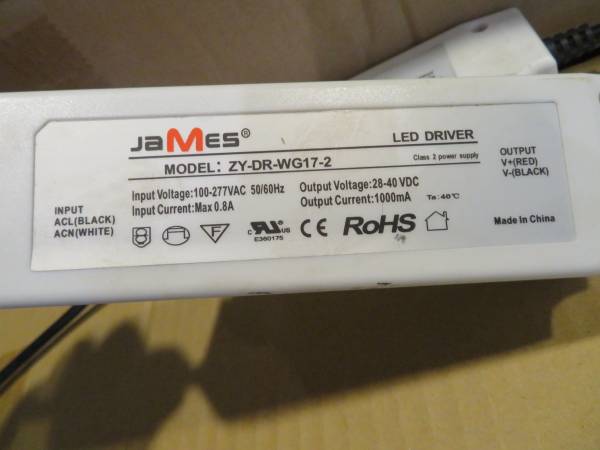 JaMes®
LED DRIVER
MODEL: ZY-DR-WG17-2
Class 2 power supply
INPUT
ACL(BLACK)
ACN(WHITE)
Input Voltage:100-277VAC 50/60Hz
Input Current:Max 0.8A
Output Voltage:28-40 VDC
Output Current:1000mA
Ta:40℃
OUTPUT
V+(RED)
V-(BLACK)
F
c RU US
E360175
CE
RoHS
Made In China